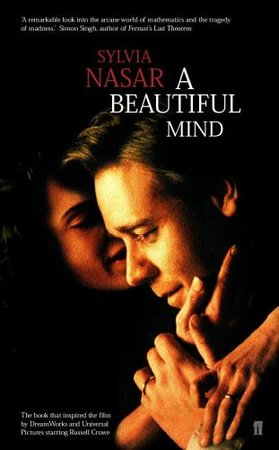 'A remarkable look into the arcane world of mathematics and the tragedy
of madness.' Simon Singh, author of Fermat's Last Theorem
SYLVIA
NASAR A
BEAUTIFUL
MIND
The book that inspired the film
by DreamWorks and Universal
Pictures starring Russell Crowe
ff